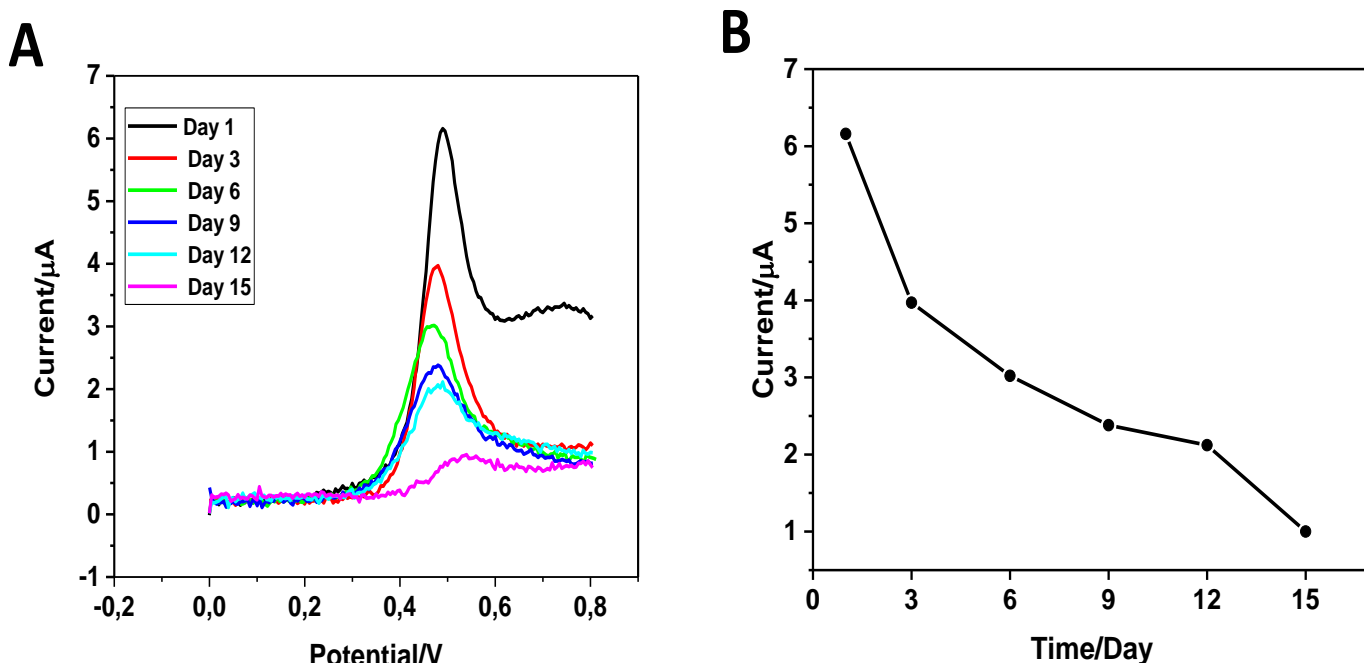 A
7
6
5
4
3
2
1
0
-1
-0,2
0,0
0,2
0,4
0,6
0,8
Current/μA
Potential/V
Day 1
Day 3
Day 6
Day 9
Day 12
Day 15
B
7
6
5
4
3
2
1
0
3
6
9
12
15
Current/μA
Time/Day